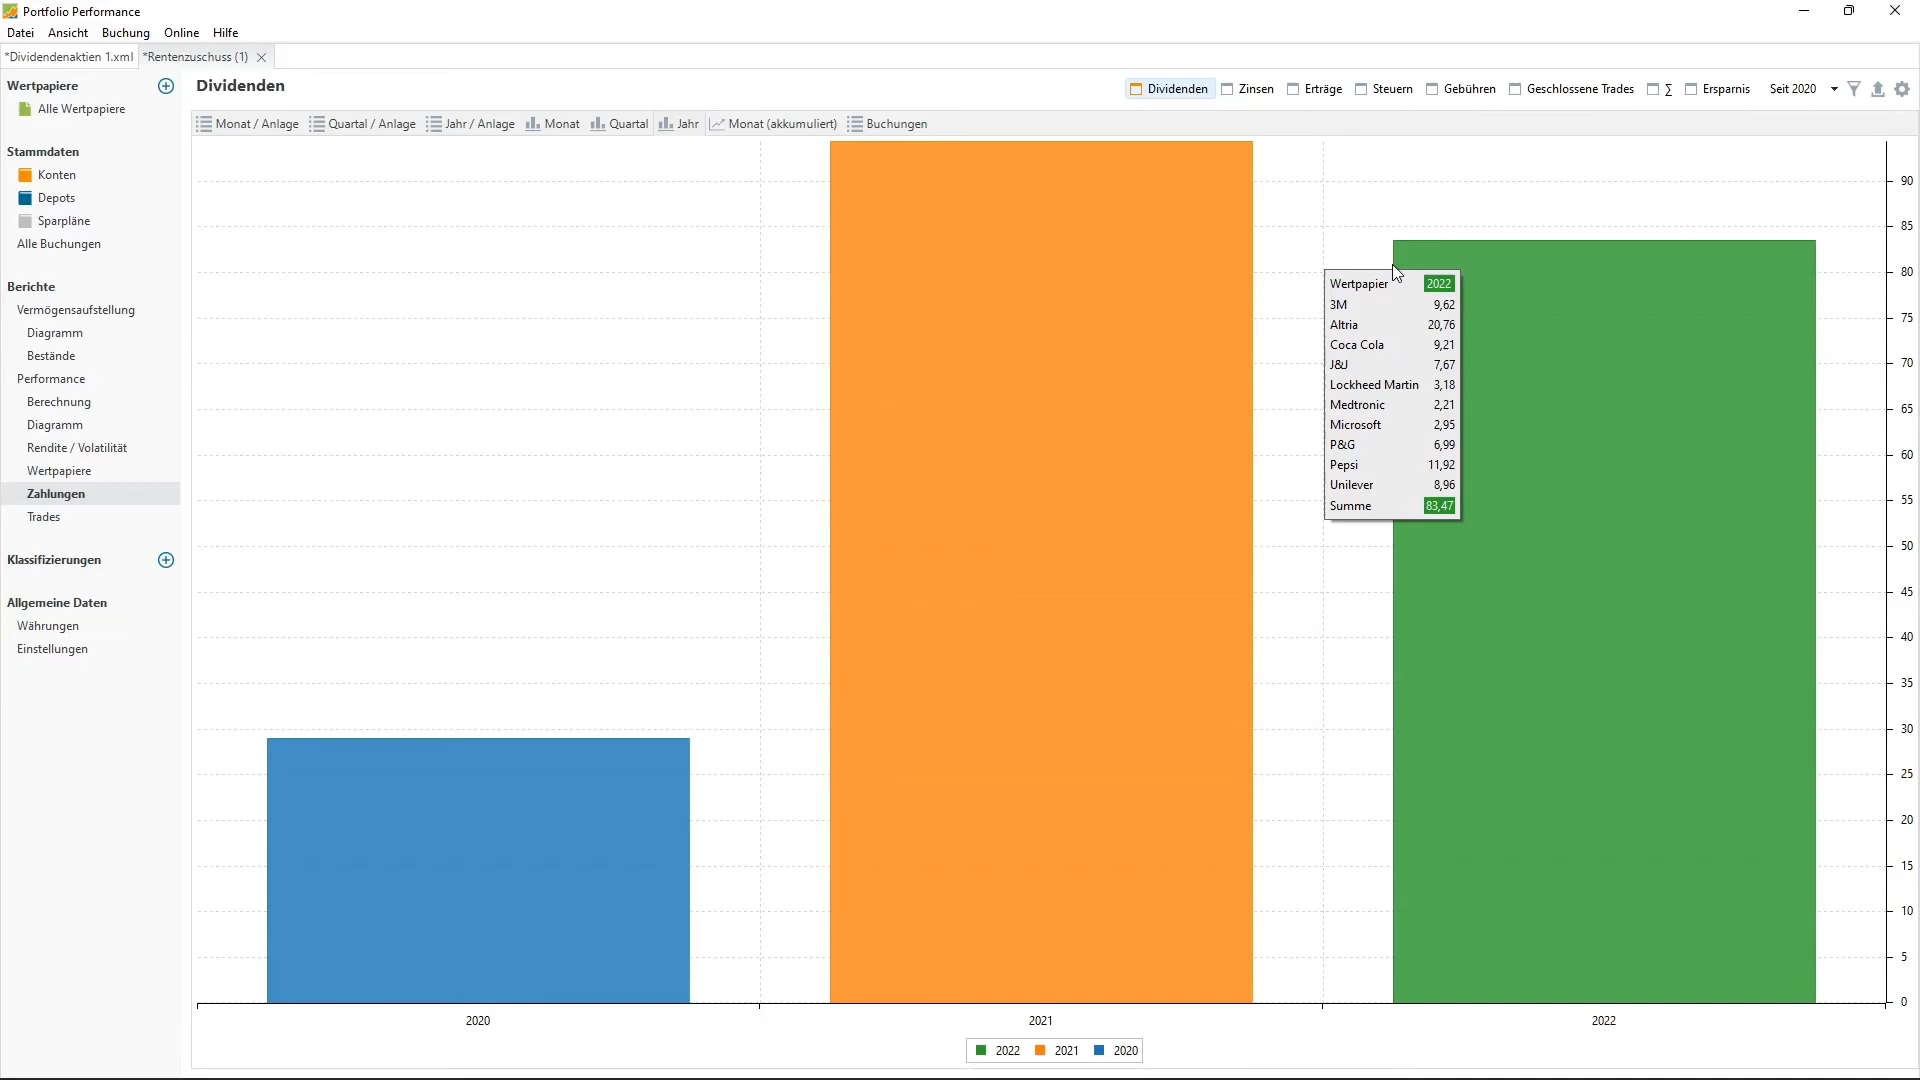 Portfolio Performance
Datei Ansicht Buchung Online Hilfe
*Dividendenaktien 1.xml *Rentenzuschuss (1)
Wertpapiere
Alle Wertpapiere
Stammdaten
Konten
Depots
Sparpläne
Alle Buchungen
Berichte
Vermögensaufstellung
Diagramm
Bestände
Performance
Berechnung
Diagramm
Rendite / Volatilität
Wertpapiere
Zahlungen
Trades
Klassifizierungen
Allgemeine Daten
Währungen
Einstellungen
Dividenden
Dividenden Zinsen Erträge Steuern Gebühren Geschlossene Trades ∑ Ersparnis Seit 2020
Monat / Anlage Quartal / Anlage Jahr / Anlage Monat Quartal Jahr Monat (akkumuliert) Buchungen
Wertpapier 2022
3M 9,62
Altria 20,76
Coca Cola 9,21
J&J 7,67
Lockheed Martin 3,18
Medtronic 2,21
Microsoft 2,95
P&G 6,99
Pepsi 11,92
Unilever 8,96
Summe 83,47
90
85
80
75
70
65
60
55
50
45
40
35
30
25
20
15
10
5
0
2020 2021 2022
2022 2021 2020